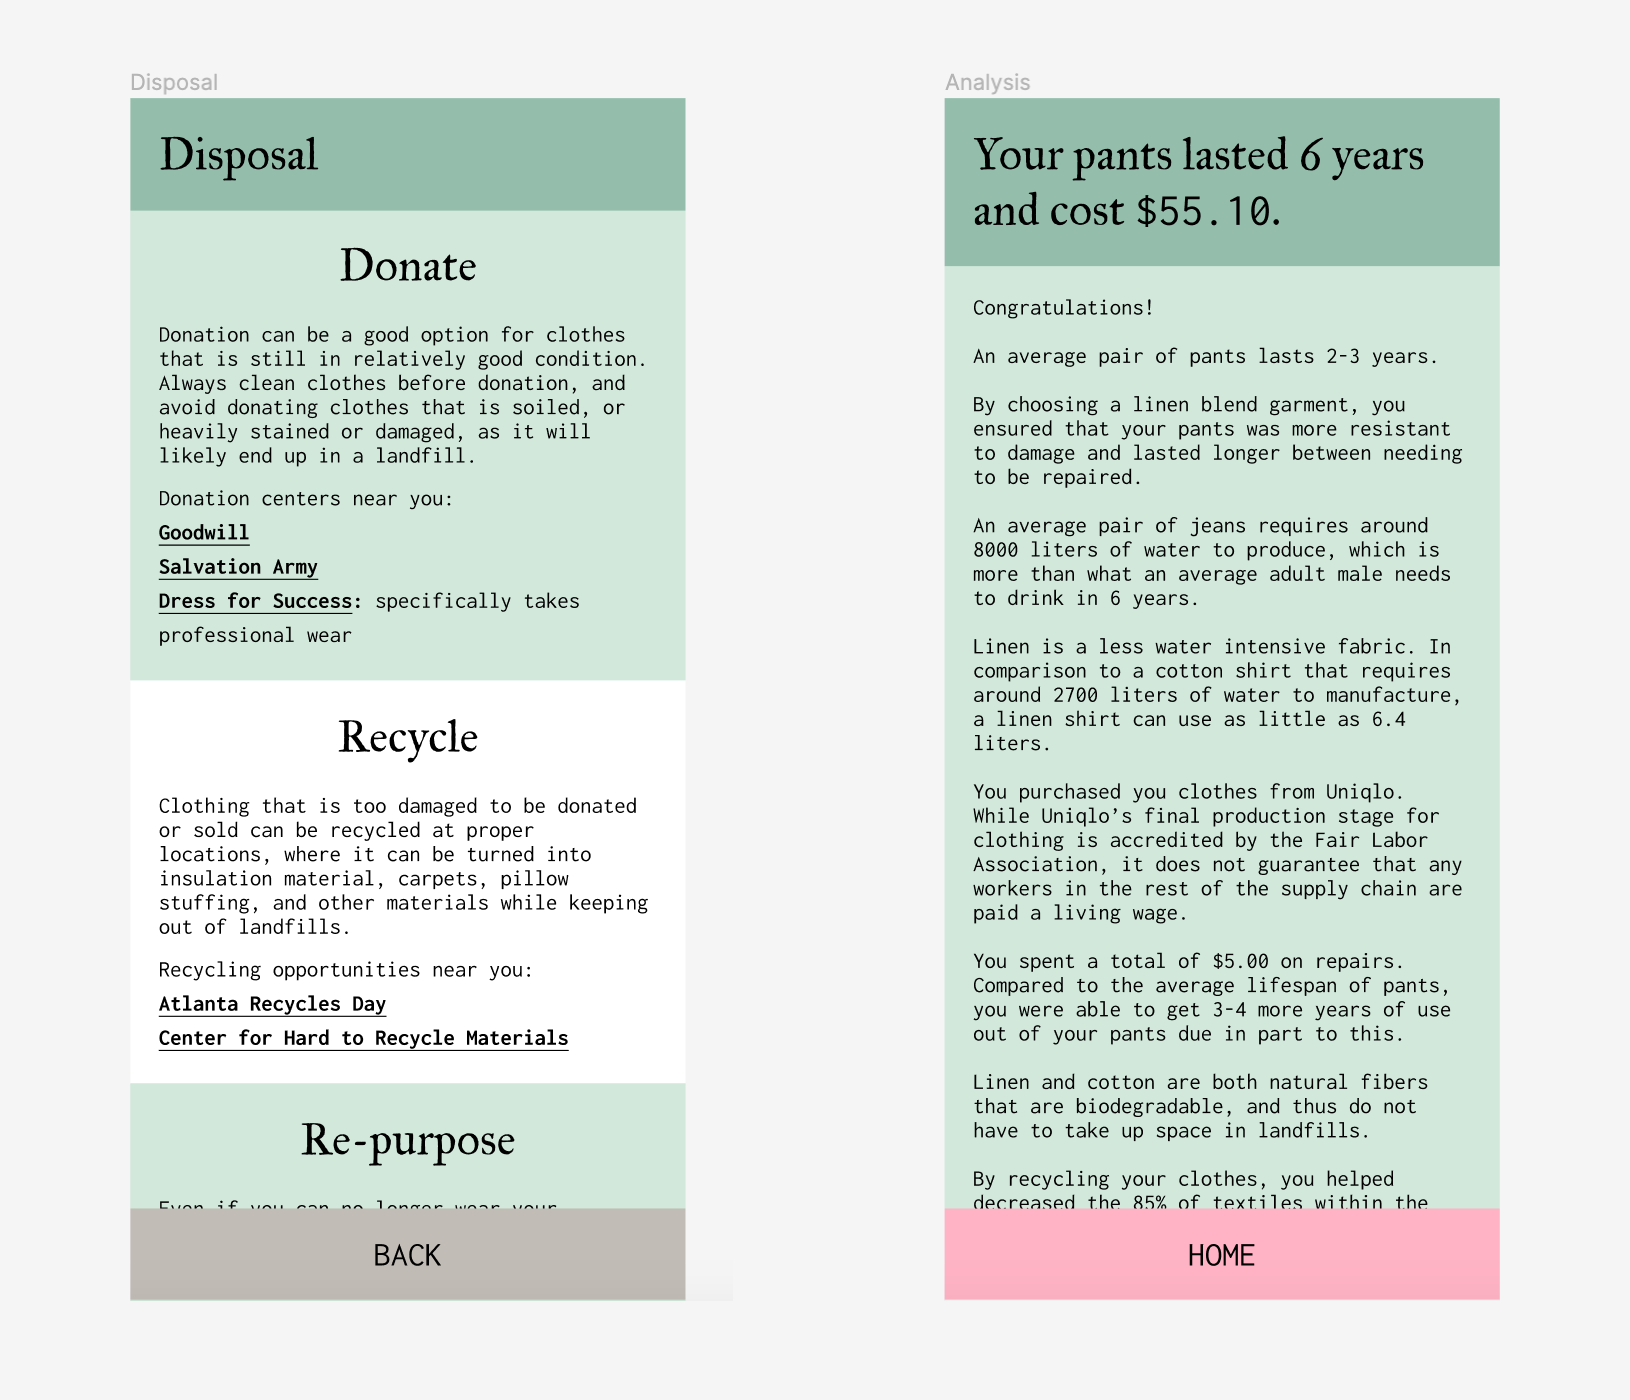 Disposal
Disposal
Donate
Donation can be a good option for clothes
that is still in relatively good condition.
Always clean clothes before donation, and
avoid donating clothes that is soiled, or
heavily stained or damaged, as it will
likely end up in a landfill.
Donation centers near you:
Goodwill
Salvation Army
Dress for Success: specifically takes
professional wear
Recycle
Clothing that is too damaged to be donated
or sold can be recycled at proper
locations, where it can be turned into
insulation material, carpets, pillow
stuffing, and other materials while keeping
out of landfills.
Recycling opportunities near you:
Atlanta Recycles Day
Center for Hard to Recycle Materials
Re-purpose
Even if you can no longer wear your
BACK
Analysis
Your pants lasted 6 years
and cost $55.10.
Congratulations!
An average pair of pants lasts 2-3 years.
By choosing a linen blend garment, you
ensured that your pants was more resistant
to damage and lasted longer between needing
to be repaired.
An average pair of jeans requires around
8000 liters of water to produce, which is
more than what an average adult male needs
to drink in 6 years.
Linen is a less water intensive fabric. In
comparison to a cotton shirt that requires
around 2700 liters of water to manufacture,
a linen shirt can use as little as 6.4
liters.
You purchased you clothes from Uniqlo.
While Uniqlo’s final production stage for
clothing is accredited by the Fair Labor
Association, it does not guarantee that any
workers in the rest of the supply chain are
paid a living wage.
You spent a total of $5.00 on repairs.
Compared to the average lifespan of pants,
you were able to get 3-4 more years of use
out of your pants due in part to this.
Linen and cotton are both natural fibers
that are biodegradable, and thus do not
have to take up space in landfills.
By recycling your clothes, you helped
decreased the 85% of textiles within the
HOME